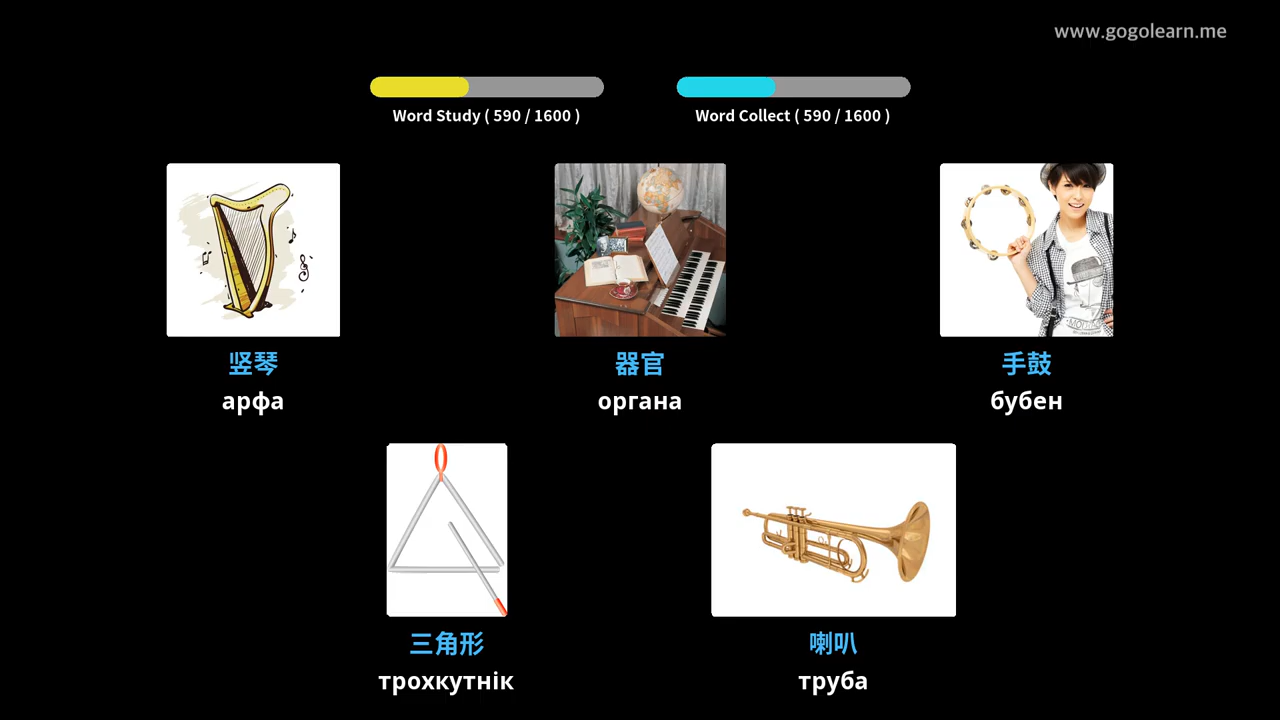 www.gogolearn.me
Word Study ( 590 / 1600 )
Word Collect ( 590 / 1600 )
竖琴
арфа
器官
органа
手鼓
бубен
三角形
трохкутнік
喇叭
труба